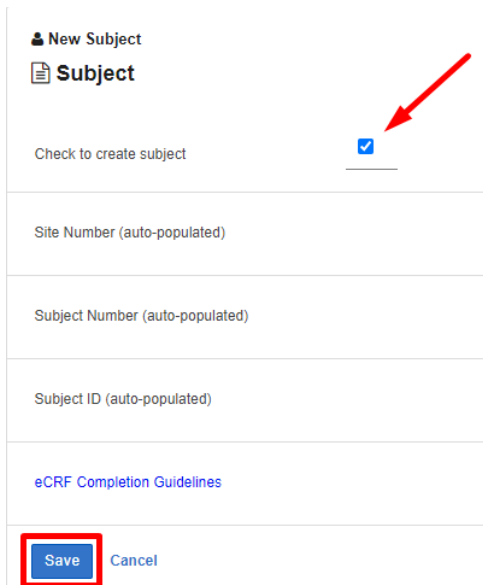 New Subject
Subject
Check to create subject
Site Number (auto-populated)
Subject Number (auto-populated)
Subject ID (auto-populated)
eCRF Completion Guidelines
Save Cancel